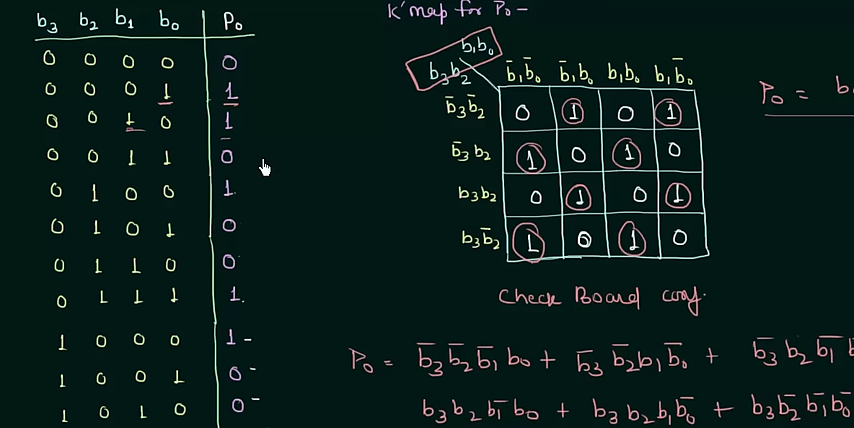 b₃ b₂ b₁ b₀ P₀
0 0 0 0 0
0 0 0 1 1
0 0 1 0 1
0 0 1 1 0
0 1 0 0 1
0 1 0 1 0
0 1 1 0 0
0 1 1 1 1
1 0 0 0 1 -
1 0 0 1 0 -
1 0 1 0 0 -
K'map for P₀ -
b₁b₀
b₃b₂
b̄₁b̄₀ b̄₁b₀ b₁b₀ b₁b̄₀
b̄₃b̄₂ 0 1 0 1
b̄₃b₂ 1 0 1 0
b₃b₂ 0 1 0 1
b₃b̄₂ 1 0 1 0
Check Board conf.
P₀ = b
P₀ = b̄₃b̄₂b̄₁b₀ + b̄₃b̄₂b₁b̄₀ + b̄₃b₂b̄₁
b₃b₂b̄₁b₀ + b₃b₂b₁b̄₀ + b₃b̄₂b̄₁b̄₀